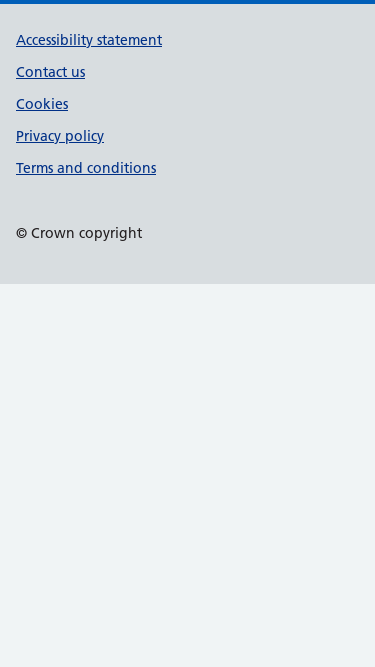 Accessibility statement
Contact us
Cookies
Privacy policy
Terms and conditions
© Crown copyright